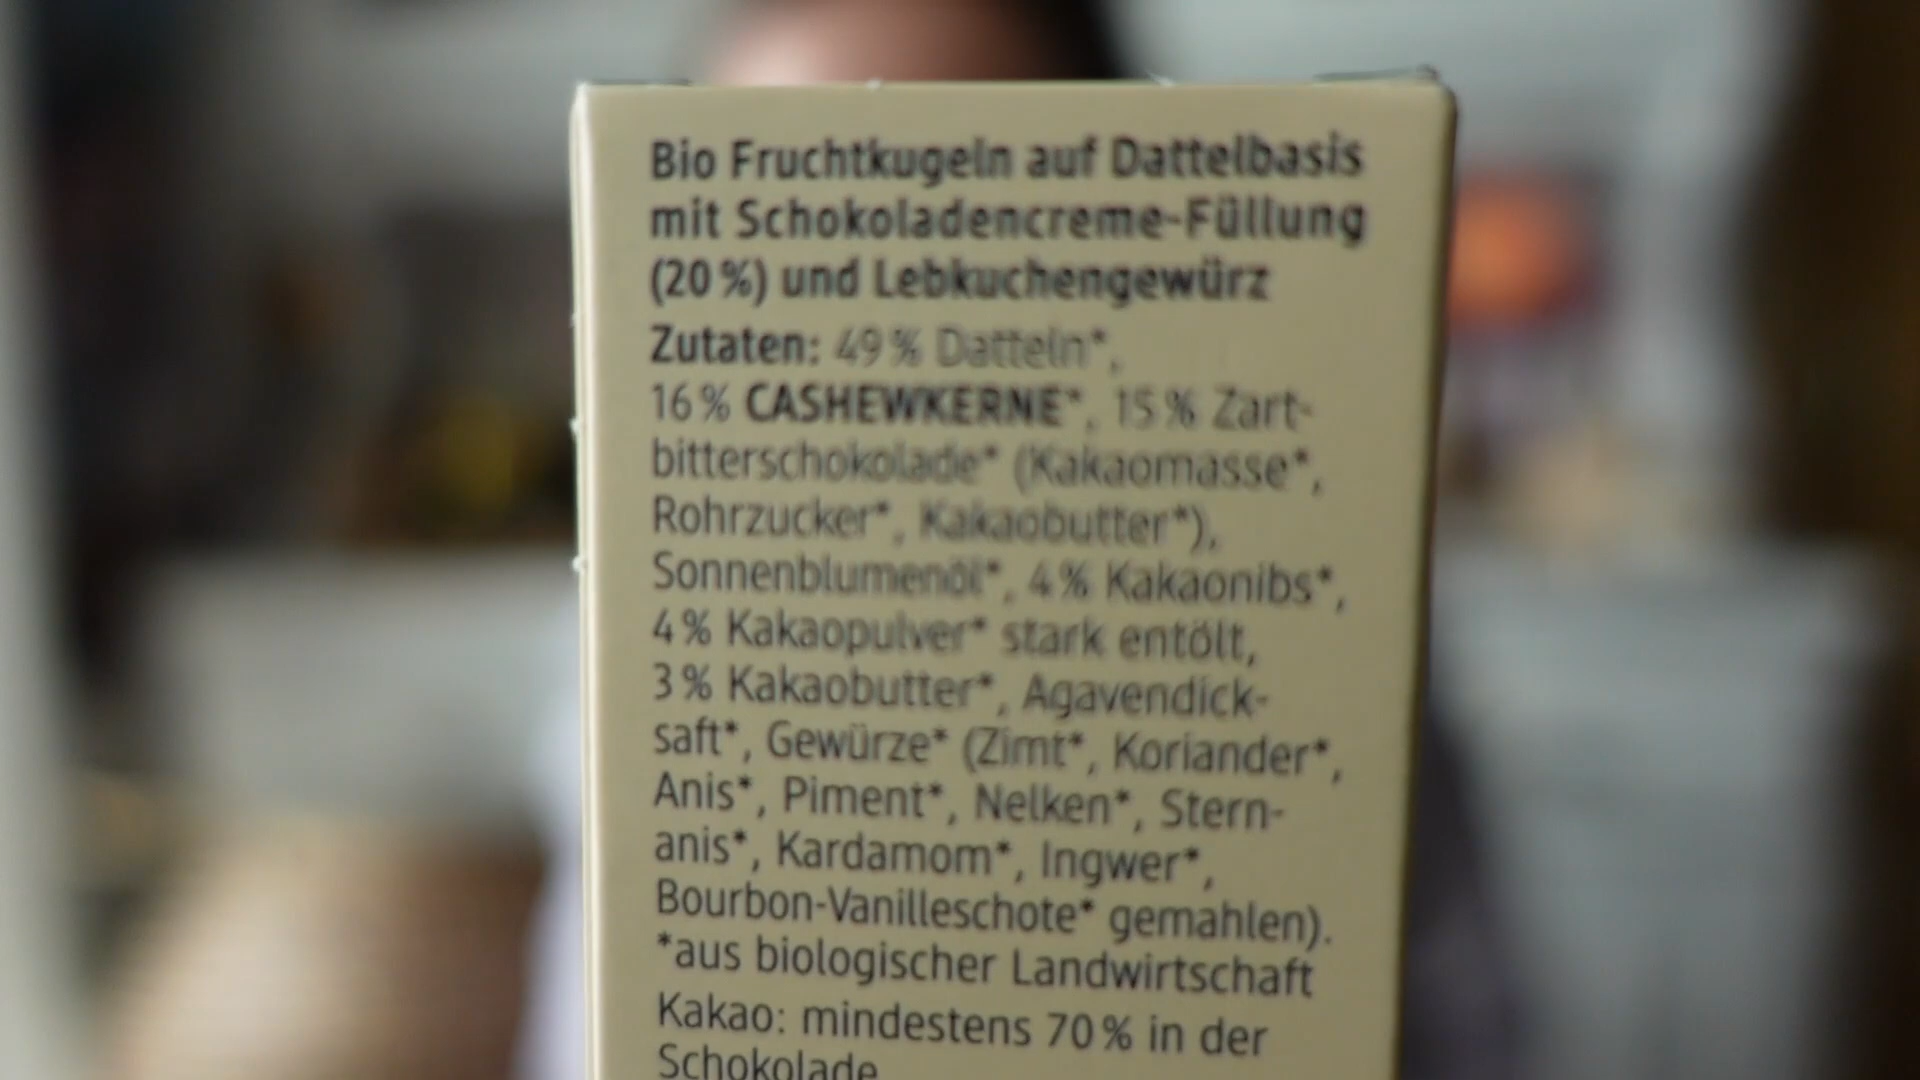 Bio Fruchtkugeln auf Dattelbasis
mit Schokoladencreme-Füllung
(20 %) und Lebkuchengewürz
Zutaten: 49 % Datteln*,
16 % CASHEWKERNE*, 15 % Zart-
bitterschokolade* (Kakaomasse*,
Rohrzucker*, Kakaobutter*),
Sonnenblumenöl*, 4 % Kakaonibs*,
4 % Kakaopulver* stark entölt,
3 % Kakaobutter*, Agavendick-
saft*, Gewürze* (Zimt*, Koriander*,
Anis*, Piment*, Nelken*, Stern-
anis*, Kardamom*, Ingwer*,
Bourbon-Vanilleschote* gemahlen).
*aus biologischer Landwirtschaft
Kakao: mindestens 70 % in der
Schokolade